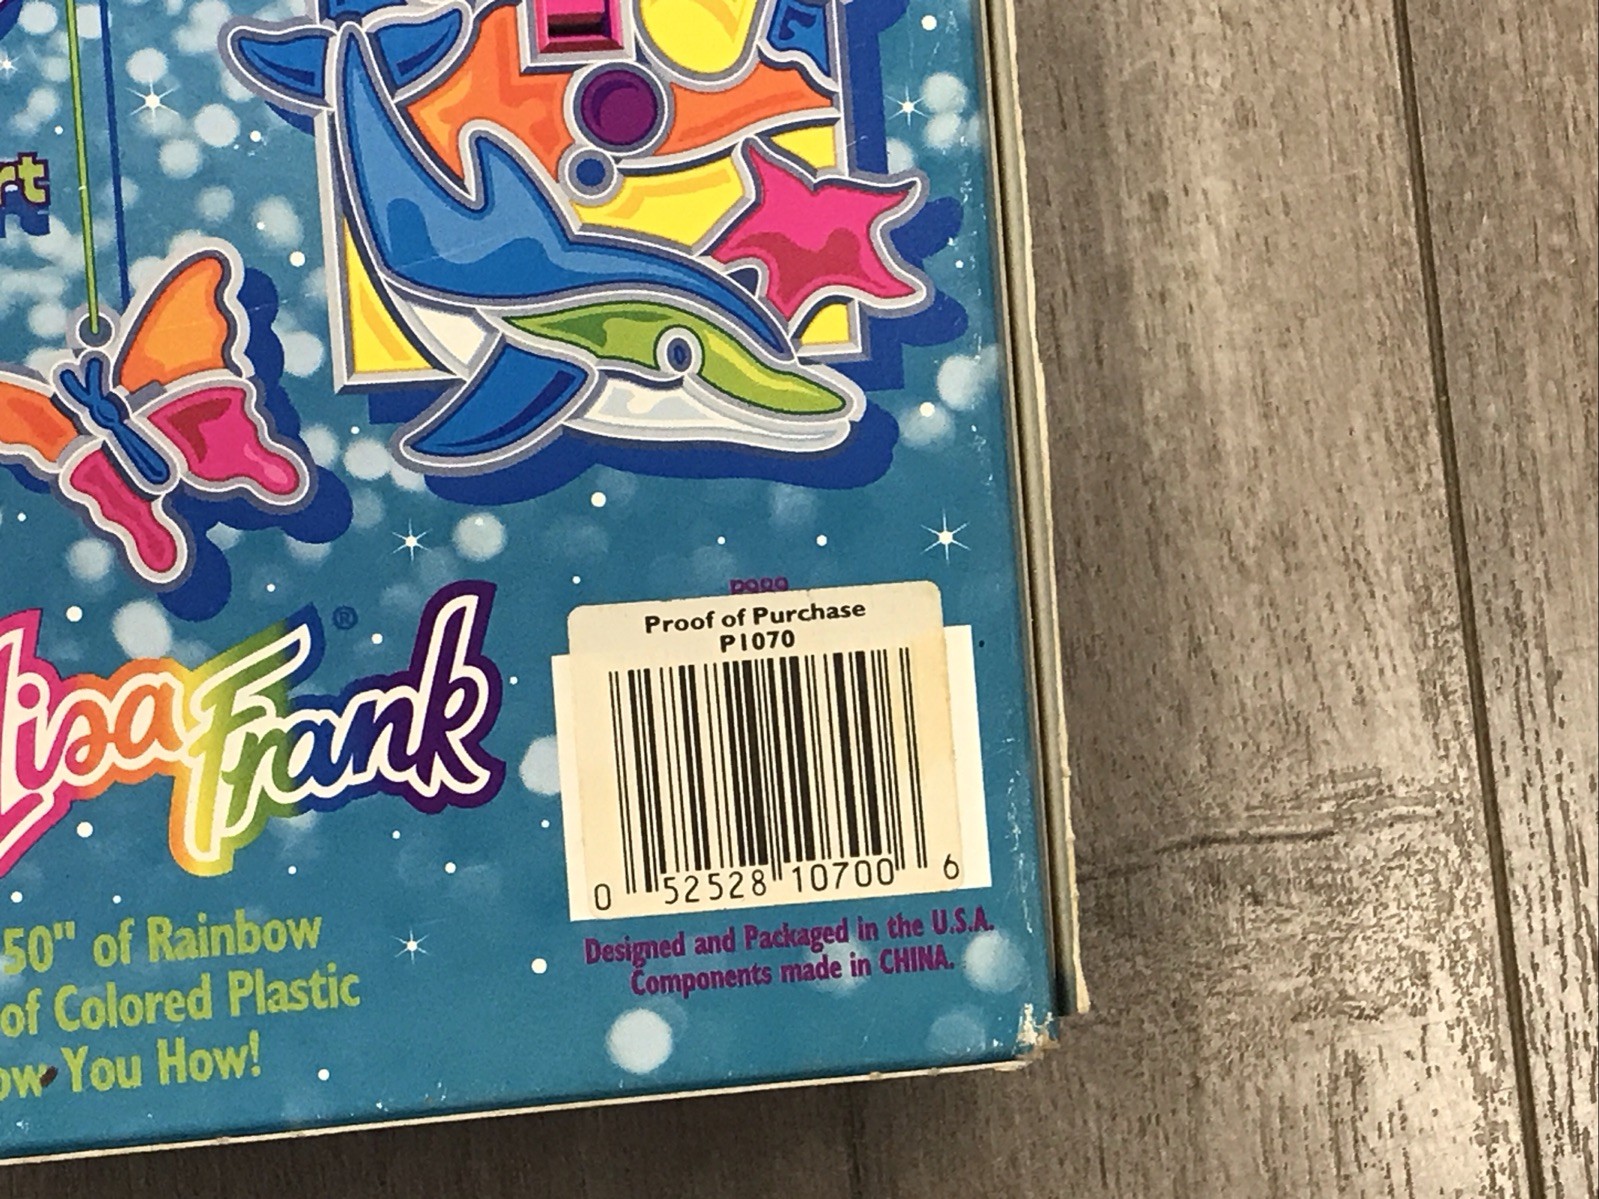 rt
Lisa Frank®
Proof of Purchase
P1070
0 52528 10700 6
50" of Rainbow
of Colored Plastic
ow You How!
Designed and Packaged in the U.S.A.
Components made in CHINA.